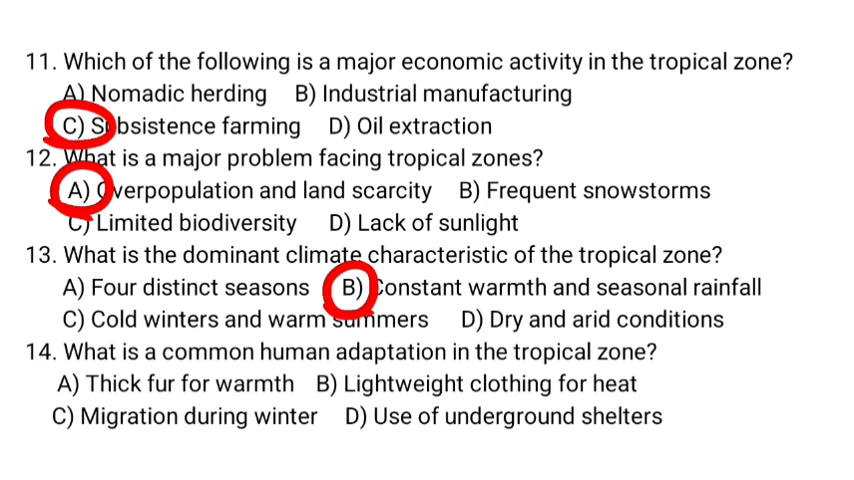 11. Which of the following is a major economic activity in the tropical zone?
A) Nomadic herding B) Industrial manufacturing
C) Subsistence farming D) Oil extraction
12. What is a major problem facing tropical zones?
A) Overpopulation and land scarcity B) Frequent snowstorms
C) Limited biodiversity D) Lack of sunlight
13. What is the dominant climate characteristic of the tropical zone?
A) Four distinct seasons B) Constant warmth and seasonal rainfall
C) Cold winters and warm summers D) Dry and arid conditions
14. What is a common human adaptation in the tropical zone?
A) Thick fur for warmth B) Lightweight clothing for heat
C) Migration during winter D) Use of underground shelters